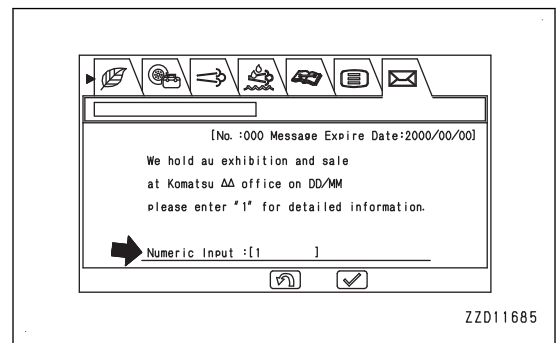 [No. :000 Message Expire Date:2000/00/00]
We hold au exhibition and sale
at Komatsu ΔΔ office on DD/MM
please enter "1" for detailed information.
Numeric Input :[1 ]
ZZD11685